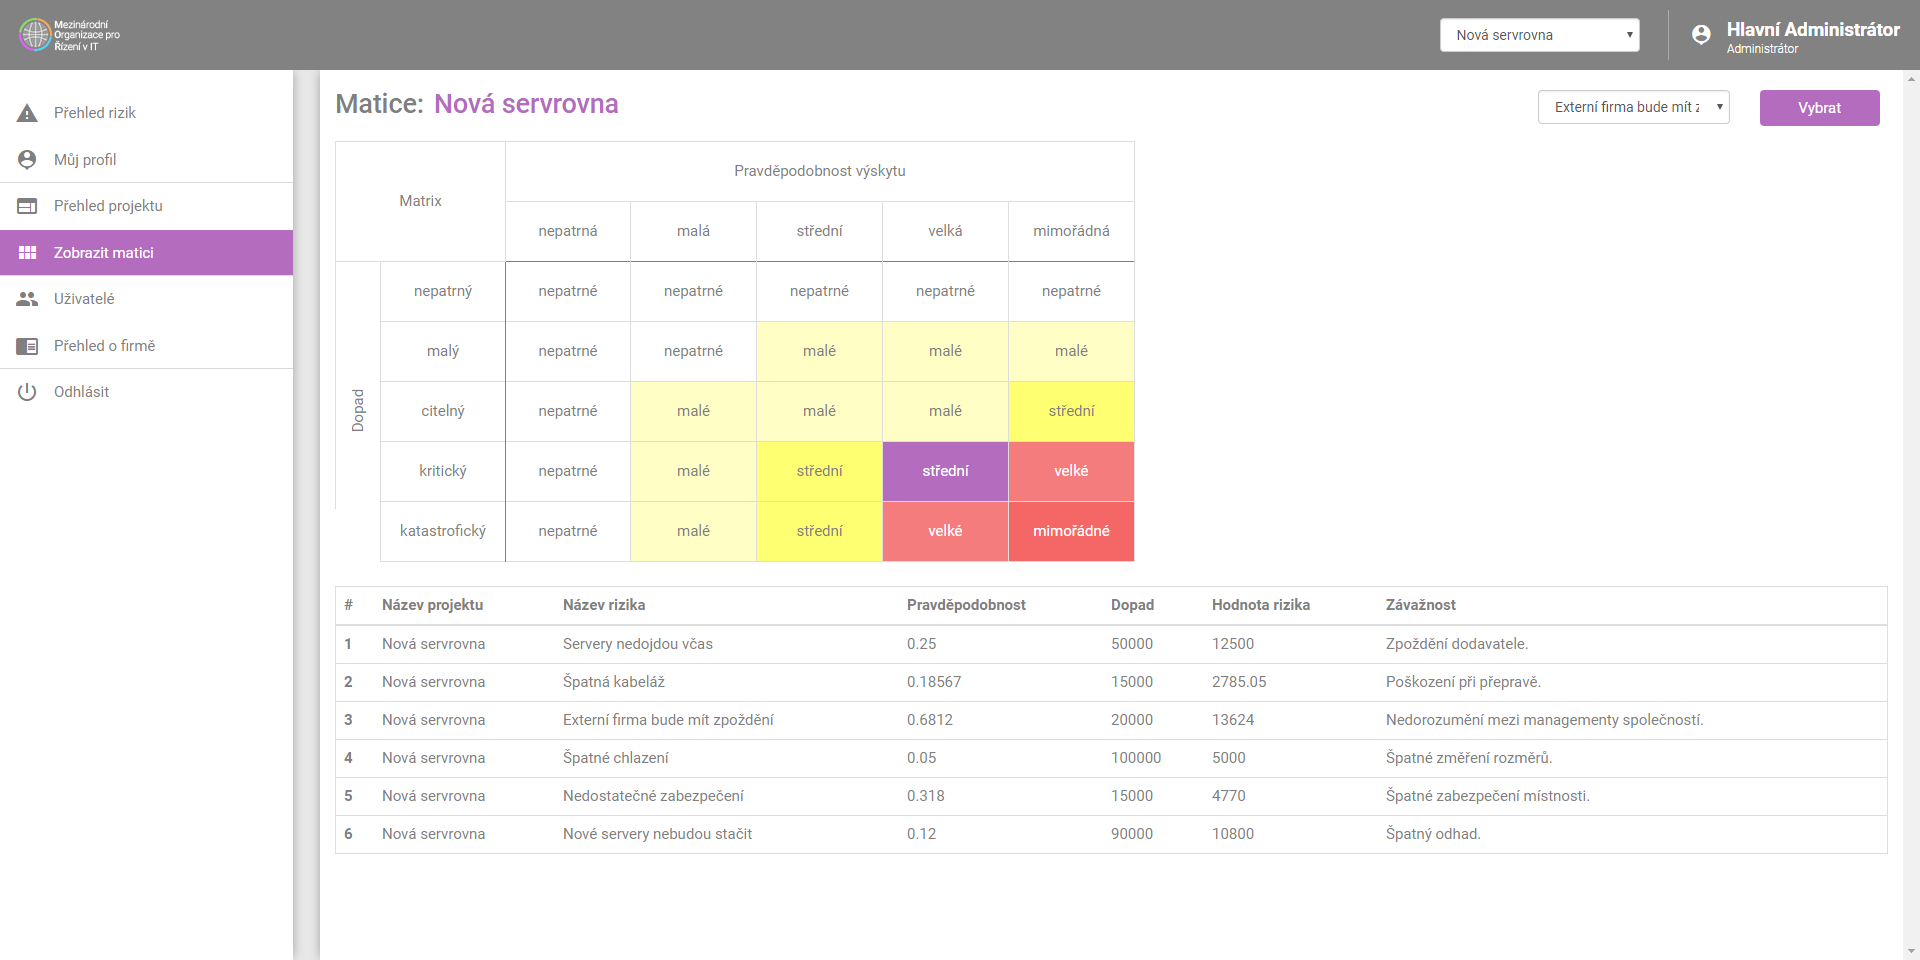 Mezinárodní
Organizace pro
Řízení v IT
Nová servrovna
Hlavní Administrátor
Administrátor
Přehled rizik
Můj profil
Přehled projektu
Zobrazit matici
Uživatelé
Přehled o firmě
Odhlásit
Matice: Nová servrovna
Externí firma bude mít z
Vybrat
Matrix
Pravděpodobnost výskytu
nepatrná malá střední velká mimořádná
Dopad
nepatrný nepatrné nepatrné nepatrné nepatrné nepatrné
malý nepatrné nepatrné malé malé malé
citelný nepatrné malé malé malé střední
kritický nepatrné malé střední střední velké
katastrofický nepatrné malé střední velké mimořádné
# Název projektu Název rizika Pravděpodobnost Dopad Hodnota rizika Závažnost
1 Nová servrovna Servery nedojdou včas 0.25 50000 12500 Zpoždění dodavatele.
2 Nová servrovna Špatná kabeláž 0.18567 15000 2785.05 Poškození při přepravě.
3 Nová servrovna Externí firma bude mít zpoždění 0.6812 20000 13624 Nedorozumění mezi managementy společností.
4 Nová servrovna Špatné chlazení 0.05 100000 5000 Špatné změření rozměrů.
5 Nová servrovna Nedostatečné zabezpečení 0.318 15000 4770 Špatné zabezpečení místnosti.
6 Nová servrovna Nové servery nebudou stačit 0.12 90000 10800 Špatný odhad.